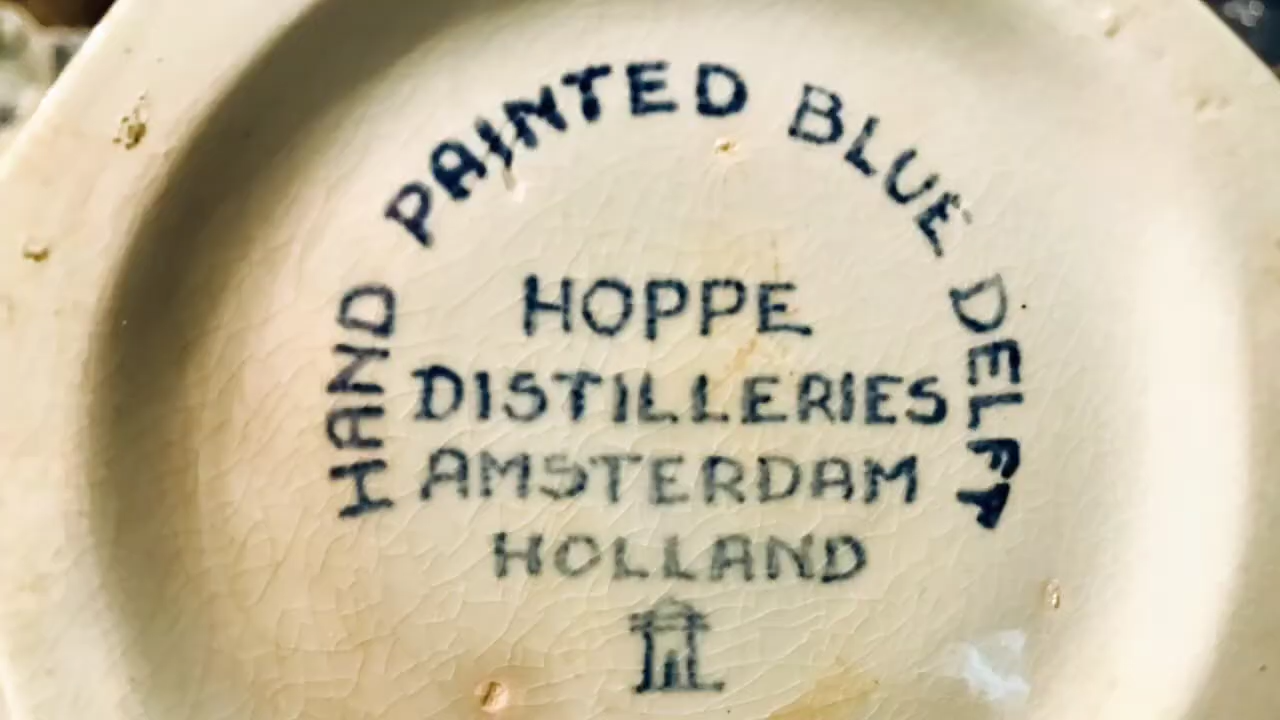 HAND PAINTED BLUE DELFT
HOPPE
DISTILLERIES
AMSTERDAM
HOLLAND